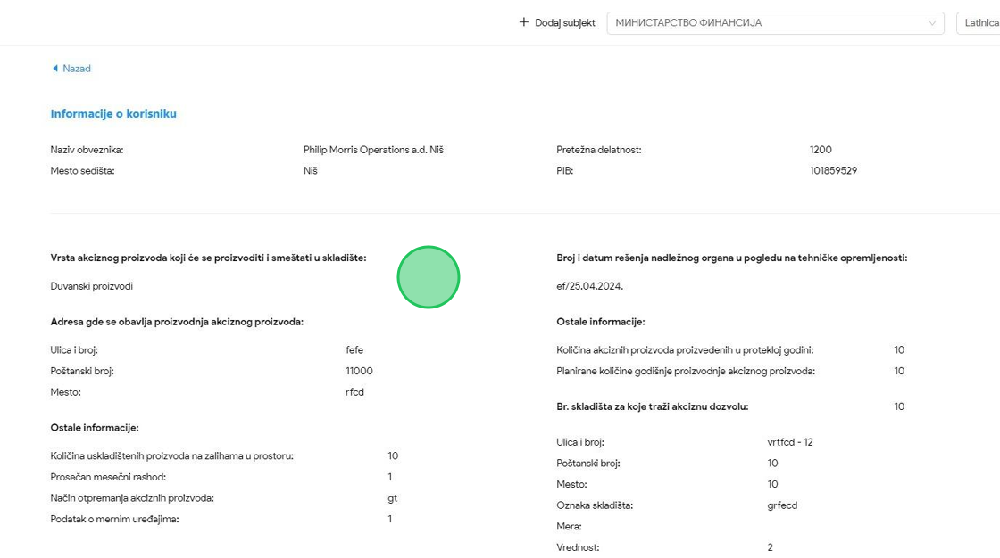 Dodaj subjekt МИНИСТАРСТВО ФИНАНСИЈА Latinica
Nazad
Informacije o korisniku
Naziv obveznika: Philip Morris Operations a.d. Niš Pretežna delatnost: 1200
Mesto sedišta: Niš PIB: 101859529
Vrsta akciznog proizvoda koji će se proizvoditi i smeštati u skladište:
Duvanski proizvodi
Adresa gde se obavlja proizvodnja akciznog proizvoda:
Ulica i broj: fefe
Poštanski broj: 11000
Mesto: rfcd
Ostale informacije:
Količina uskladištenih proizvoda na zalihama u prostoru: 10
Prosečan mesečni rashod: 1
Način otpremanja akciznih proizvoda: gt
Podatak o mernim uređajima: 1
Broj i datum rešenja nadležnog organa u pogledu na tehničke opremljenosti:
ef/25.04.2024.
Ostale informacije:
Količina akciznih proizvoda proizvedenih u protekloj godini: 10
Planirane količine godišnje proizvodnje akciznog proizvoda: 10
Br. skladišta za koje traži akciznu dozvolu: 10
Ulica i broj: vrtfcd - 12
Poštanski broj: 10
Mesto: 10
Oznaka skladišta: grfecd
Mera:
Vrednost: 2